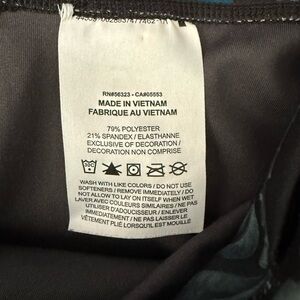 RN#56323 - CA#05553
MADE IN VIETNAM
FABRIQUE AU VIETNAM
79% POLYESTER
21% SPANDEX / ELASTHANNE
EXCLUSIVE OF DECORATION /
DECORATION NON COMPRISE
WASH WITH LIKE COLORS / DO NOT USE
SOFTENERS / REMOVE IMMEDIATELY / DO
NOT ALLOW TO LAY ON ITSELF WHEN WET
LAVER AVEC COULEURS SIMILAIRES / NE PAS
UTILISER D'ADOUCISSEUR / ENLEVER
IMMÉDIATEMENT / NE PAS LAISSER LE
VÊTEMENT PLIÉ LORSQU'IL EST MOUILLÉ